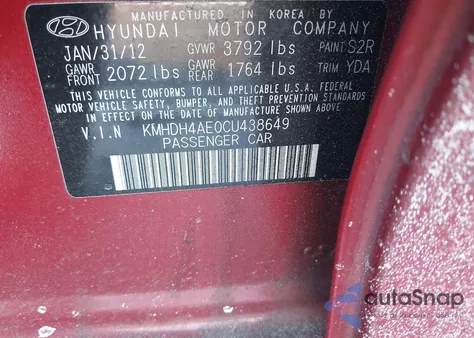 MANUFACTURED IN KOREA BY
HYUNDAI MOTOR COMPANY
JAN/31/12 GVWR 3792 lbs PAINT S2R
GAWR FRONT 2072 lbs GAWR REAR 1764 lbs TRIM YDA
THIS VEHICLE CONFORMS TO ALL APPLICABLE U.S.A. FEDERAL
MOTOR VEHICLE SAFETY, BUMPER, AND THEFT PREVENTION
STANDARDS IN EFFECT ON THE DATE OF MANUFACTURE SHOWN ABOVE.
V.I.N KMHDH4AE0CU438649
PASSENGER CAR
autoSnap